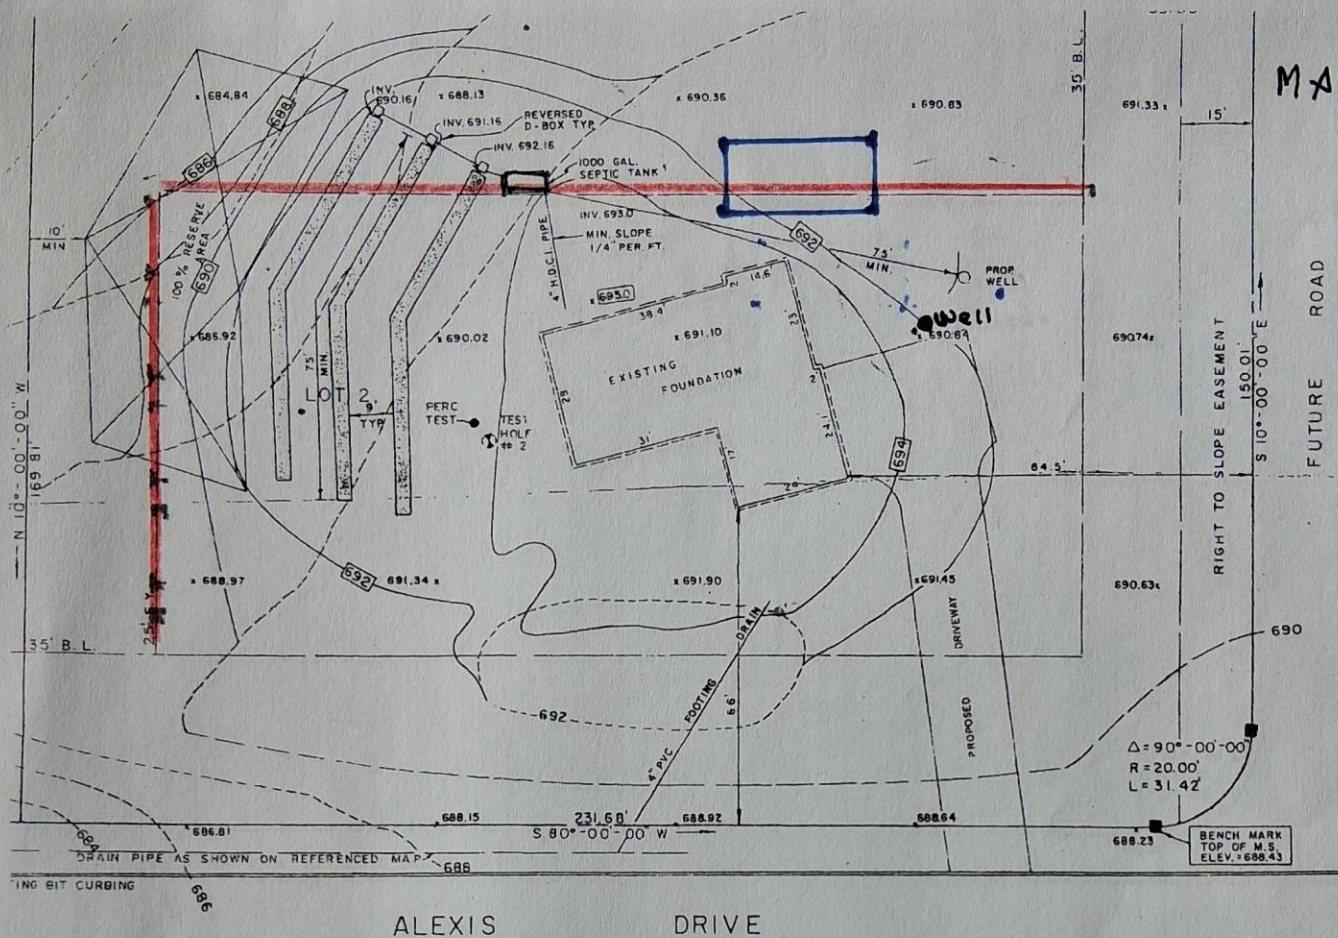 MA
35' B.L.
15'
x 684.84
688
INV.
690.16
x 688.13
x 690.36
x 690.83
691.33 x
REVERSED
D-BOX TYP.
INV. 691.16
INV. 692.16
1000 GAL.
SEPTIC TANK
686
10'
MIN
100% RESERVE
AREA
690
INV. 693.0
MIN. SLOPE
1/4" PER. FT.
4" H.D.C.I. PIPE
692
75'
MIN.
PROP.
WELL
Well
x 690.84
x 695.0
14.6
2
38.4
23
x 691.10
x 685.92
x 690.02
690.74 x
EXISTING
FOUNDATION
75'
MIN.
LOT 2
9'
TYP
PERC
TEST
TEST
HOLE
# 2
29
31'
17
20
24.1
2
694
84.5'
RIGHT TO SLOPE EASEMENT
150.01'
S 10°-00'-00" E
FUTURE ROAD
N 10°-00'-00" W
169.81'
x 688.97
692
691.34 x
x 691.90
x 691.45
690.63 x
25'
35' B.L.
690
692
4" PVC FOOTING DRAIN
66'
PROPOSED DRIVEWAY
Δ = 90°-00'-00"
R = 20.00'
L = 31.42'
686.81
688.15
231.68'
688.92
688.64
688.23
S 80°-00'-00" W
BENCH MARK
TOP OF M.S.
ELEV. = 688.43
684
DRAIN PIPE AS SHOWN ON REFERENCED MAP
688
BIT CURBING
686
ALEXIS DRIVE